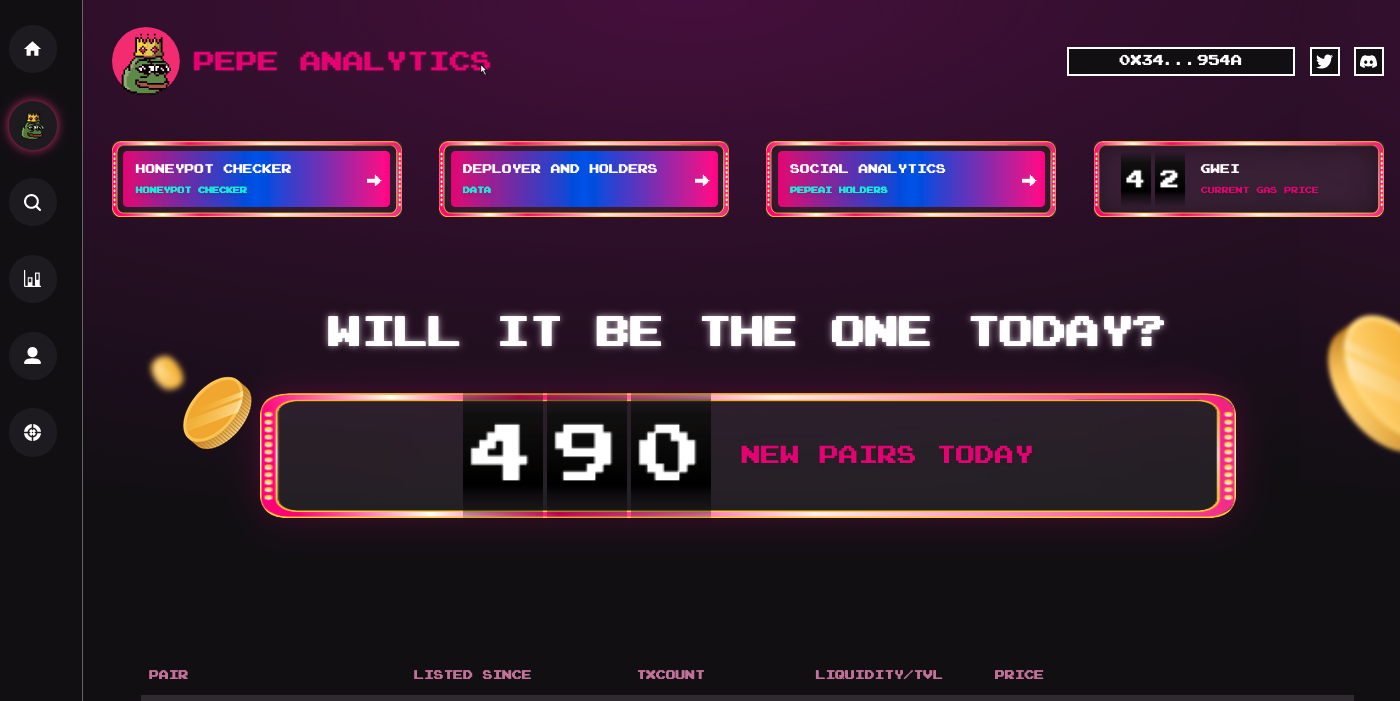 PEPE ANALYTICS
0X34...954A
HONEYPOT CHECKER
HONEYPOT CHECKER
DEPLOYER AND HOLDERS
DATA
SOCIAL ANALYTICS
PEPEAI HOLDERS
42
GWEI
CURRENT GAS PRICE
WILL IT BE THE ONE TODAY?
490 NEW PAIRS TODAY
PAIR LISTED SINCE TXCOUNT LIQUIDITY/TVL PRICE